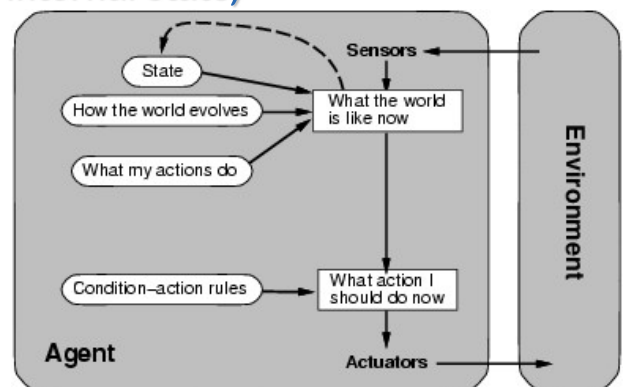 Sensors
State
How the world evolves
What the world
is like now
What my actions do
Environment
Condition–action rules
What action I
should do now
Agent
Actuators